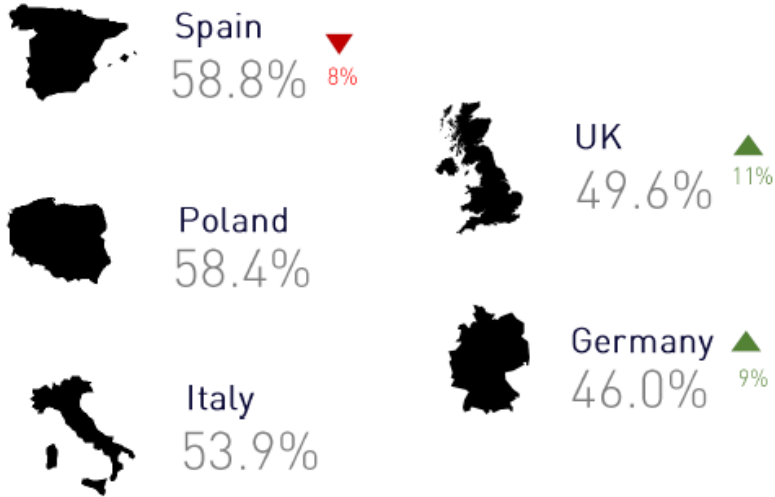 Spain
58.8%
8%
Poland
58.4%
Italy
53.9%
UK
49.6%
11%
Germany
46.0%
9%